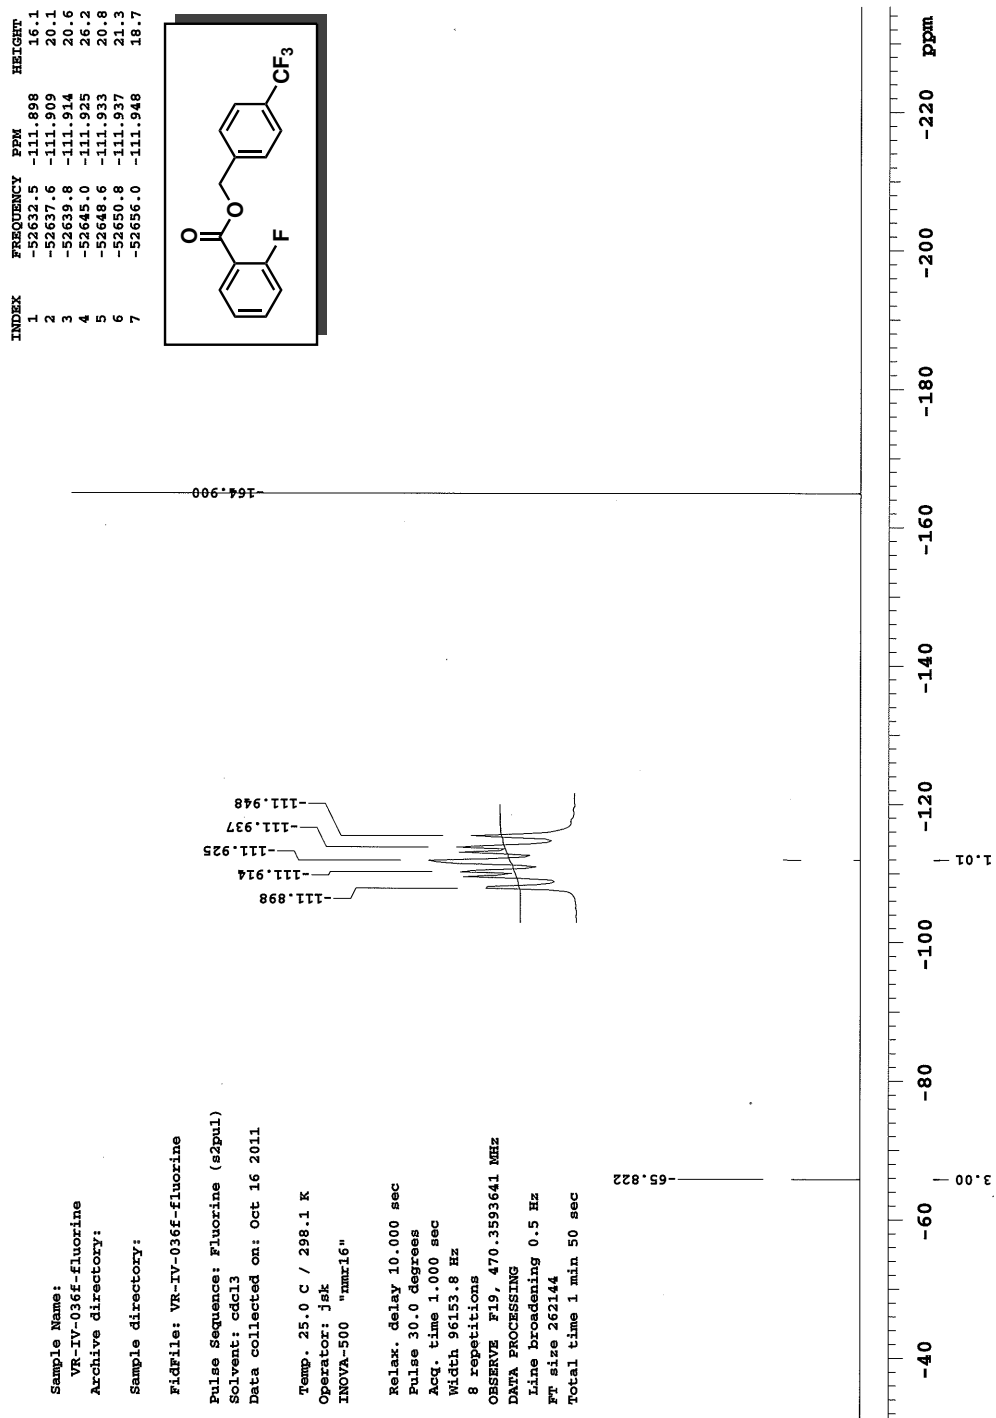 INDEX FREQUENCY PPM HEIGHT
1 -52632.5 -111.898 16.1
2 -52637.6 -111.909 20.1
3 -52639.8 -111.914 20.6
4 -52645.0 -111.925 26.2
5 -52648.6 -111.933 20.8
6 -52650.8 -111.937 21.3
7 -52656.0 -111.948 18.7
O
O
F
CF3
Sample Name:
VR-IV-036f-fluorine
Archive directory:
Sample directory:
FidFile: VR-IV-036f-fluorine
Pulse Sequence: Fluorine (s2pul)
Solvent: cdcl3
Data collected on: Oct 16 2011
Temp. 25.0 C / 298.1 K
Operator: jsk
INOVA-500 "nmr16"
Relax. delay 10.000 sec
Pulse 30.0 degrees
Acq. time 1.000 sec
Width 96153.8 Hz
8 repetitions
OBSERVE F19, 470.3593641 MHz
DATA PROCESSING
Line broadening 0.5 Hz
FT size 262144
Total time 1 min 50 sec
-65.822
-111.898
-111.914
-111.925
-111.937
-111.948
-164.900
-40 -60 -80 -100 -120 -140 -160 -180 -200 -220 ppm
3.00
1.01